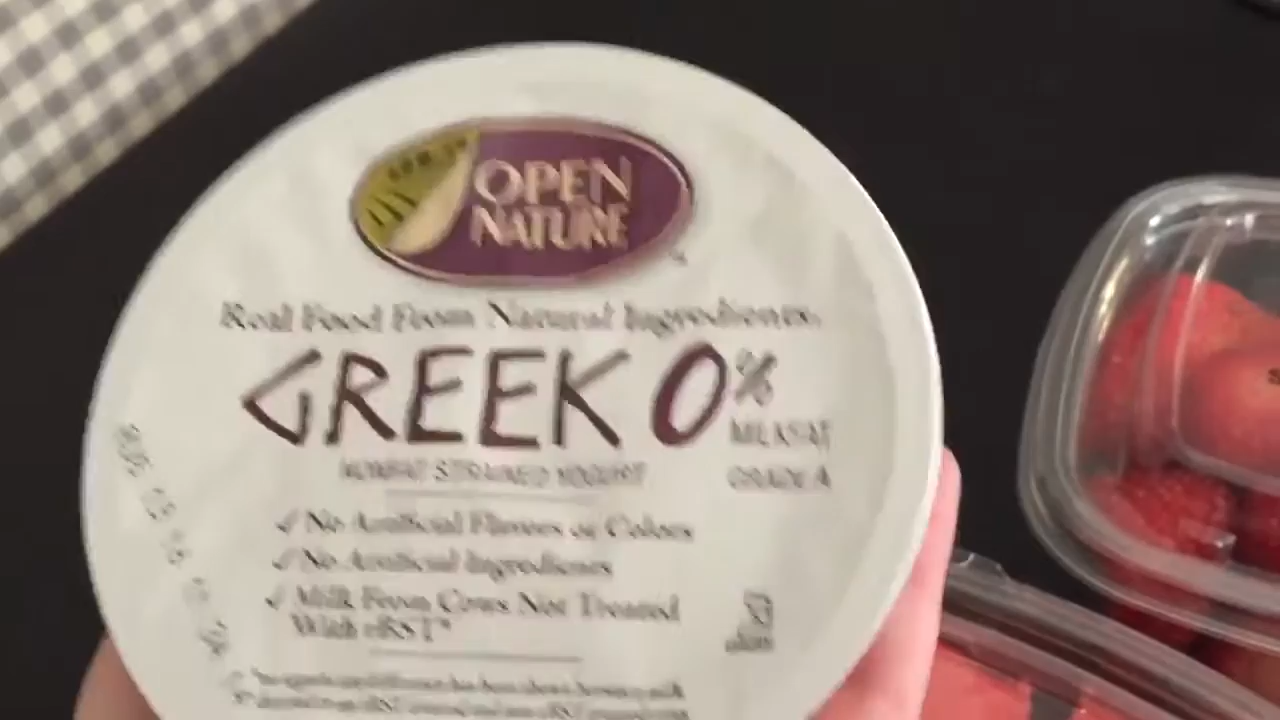 OPEN
NATURE
Real Food From Natural Ingredients.
GREEK 0%
MILKFAT
NONFAT STRAINED YOGURT
GRADE A
✓ No Artificial Flavors or Colors
✓ No Artificial Ingredients
✓ Milk From Cows Not Treated
With rBST*